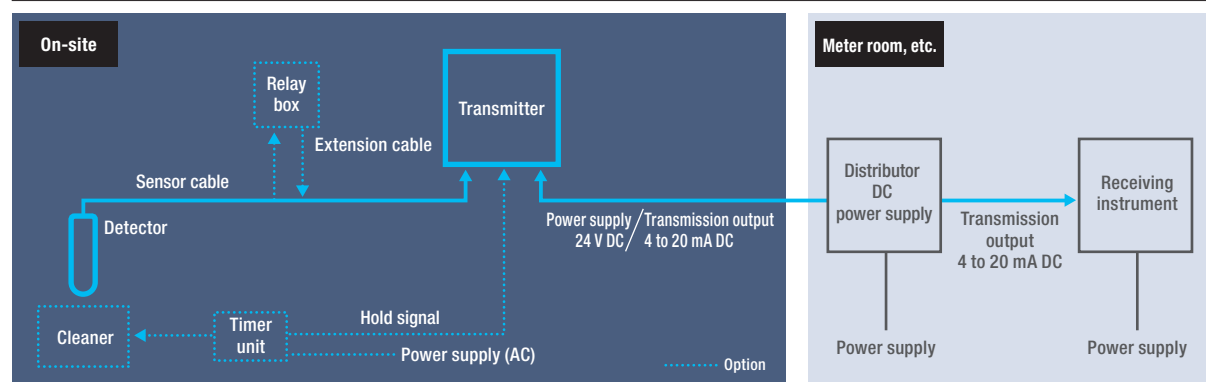 On-site
Relay
box
Transmitter
Extension cable
Sensor cable
Detector
Power supply / Transmission output
24 V DC / 4 to 20 mA DC
Cleaner
Timer
unit
Hold signal
Power supply (AC)
Option
Meter room, etc.
Distributor
DC
power supply
Transmission
output
4 to 20 mA DC
Receiving
instrument
Power supply
Power supply